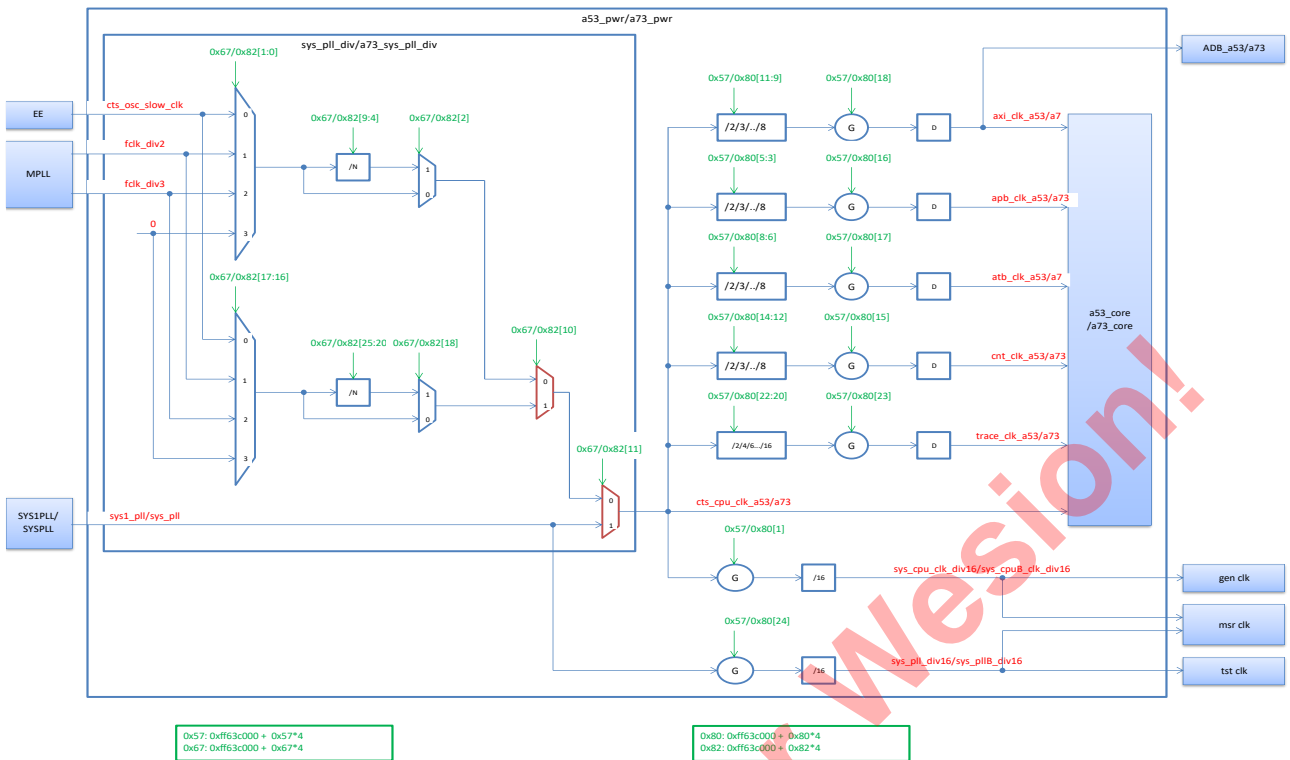 a53_pwr/a73_pwr
sys_pll_div/a73_sys_pll_div
ADB_a53/a73
0x67/0x82[1:0]
0x57/0x80[11:9]
0x57/0x80[18]
EE
cts_osc_slow_clk
0
0x67/0x82[9:4]
0x67/0x82[2]
/2/3/../8
G
D
axi_clk_a53/a7
MPLL
fclk_div2
1
/N
1
0
0x57/0x80[5:3]
0x57/0x80[16]
fclk_div3
2
/2/3/../8
G
D
apb_clk_a53/a73
0
3
0x57/0x80[8:6]
0x57/0x80[17]
0x67/0x82[17:16]
/2/3/../8
G
D
atb_clk_a53/a7
a53_core
/a73_core
0x57/0x80[14:12]
0x57/0x80[15]
0
0x67/0x82[25:20
0x67/0x82[18]
0x67/0x82[10]
/2/3/../8
G
D
cnt_clk_a53/a73
1
/N
1
0
0
1
0x57/0x80[22:20]
0x57/0x80[23]
2
/2/4/6.../16
G
D
trace_clk_a53/a73
3
0x67/0x82[11]
SYS1PLL/
SYSPLL
sys1_pll/sys_pll
0
1
cts_cpu_clk_a53/a73
0x57/0x80[1]
G
/16
sys_cpu_clk_div16/sys_cpuB_clk_div16
gen clk
msr clk
0x57/0x80[24]
G
/16
sys_pll_div16/sys_pllB_div16
tst clk
0x57: 0xff63c000 + 0x57*4
0x67: 0xff63c000 + 0x67*4
0x80: 0xff63c000 + 0x80*4
0x82: 0xff63c000 + 0x82*4
r Wesion!